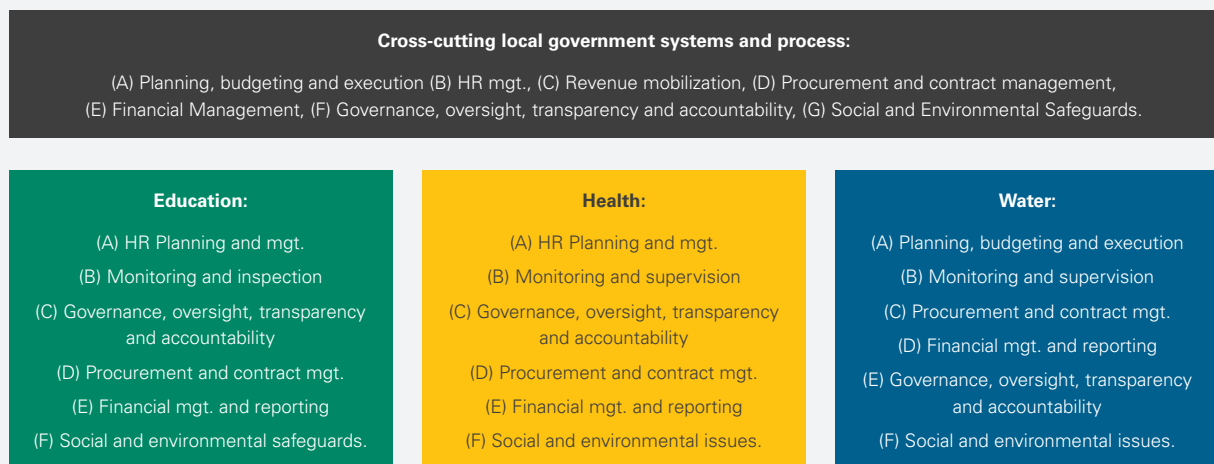 Cross-cutting local government systems and process:
(A) Planning, budgeting and execution (B) HR mgt., (C) Revenue mobilization, (D) Procurement and contract management,
(E) Financial Management, (F) Governance, oversight, transparency and accountability, (G) Social and Environmental Safeguards.
Education:
(A) HR Planning and mgt.
(B) Monitoring and inspection
(C) Governance, oversight, transparency
and accountability
(D) Procurement and contract mgt.
(E) Financial mgt. and reporting
(F) Social and environmental safeguards.
Health:
(A) HR Planning and mgt.
(B) Monitoring and supervision
(C) Governance, oversight, transparency
and accountability
(D) Procurement and contract mgt.
(E) Financial mgt. and reporting
(F) Social and environmental issues.
Water:
(A) Planning, budgeting and execution
(B) Monitoring and supervision
(C) Procurement and contract mgt.
(D) Financial mgt. and reporting
(E) Governance, oversight, transparency
and accountability
(F) Social and environmental issues.